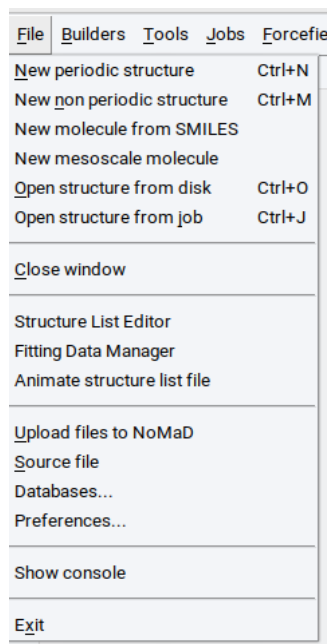 File Builders Tools Jobs Forcefie
New periodic structure Ctrl+N
New non periodic structure Ctrl+M
New molecule from SMILES
New mesoscale molecule
Open structure from disk Ctrl+O
Open structure from job Ctrl+J
Close window
Structure List Editor
Fitting Data Manager
Animate structure list file
Upload files to NoMaD
Source file
Databases...
Preferences...
Show console
Exit